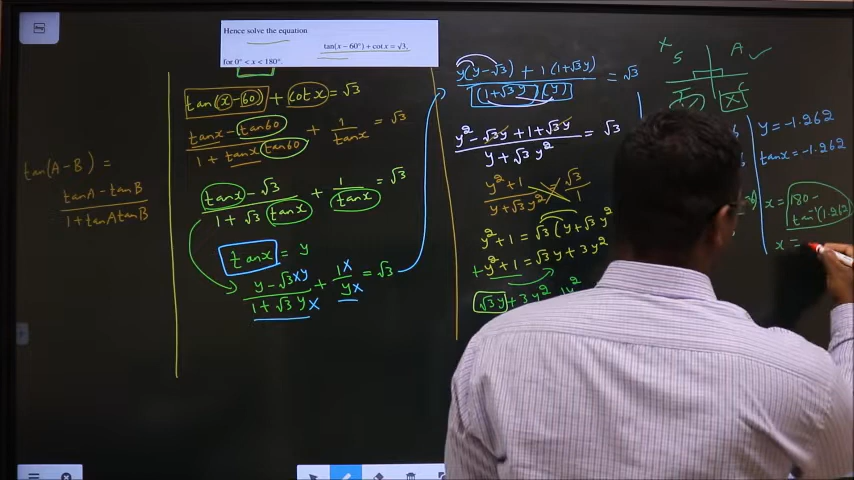 Hence solve the equation
tan(x − 60°) + cot x = √3,
for 0° < x < 180°.
tan(A−B) =
tanA − tanB
1 + tanA tanB
tan(x−60) + cotx = √3
tanx − tan60 + 1 = √3
1 + tanx tan60 tanx
tanx − √3 + 1 = √3
1 + √3 tanx tanx
tanx = y
y − √3 xy + 1x = √3
1 + √3 y x yx
y(y−√3) + 1(1+√3y) = √3
(1+√3y)(y)
y² − √3y + 1 + √3y = √3
y + √3y²
y² + 1 √3
y + √3y² 1
y² + 1 = √3(y + √3y²
y² + 1 = √3y + 3y²
√3y + 3y²
x
S A ✓
T C
x
y = −1.262
tanx = −1.262
x = 180 −
tan⁻¹(1.262)
x =